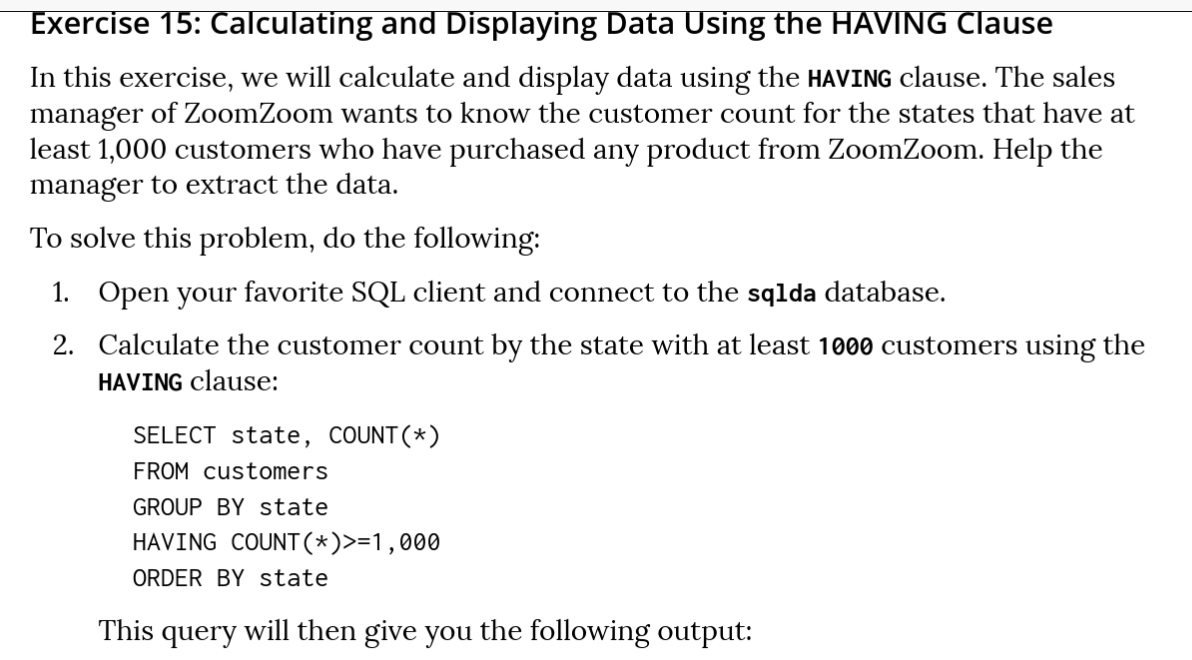 Exercise 15: Calculating and Displaying Data Using the HAVING Clause
In this exercise, we will calculate and display data using the HAVING clause. The sales
manager of ZoomZoom wants to know the customer count for the states that have at
least 1,000 customers who have purchased any product from ZoomZoom. Help the
manager to extract the data.
To solve this problem, do the following:
1. Open your favorite SQL client and connect to the sqlda database.
2. Calculate the customer count by the state with at least 1000 customers using the
HAVING clause:
SELECT state, COUNT(*)
FROM customers
GROUP BY state
HAVING COUNT(*)>=1,000
ORDER BY state
This query will then give you the following output: